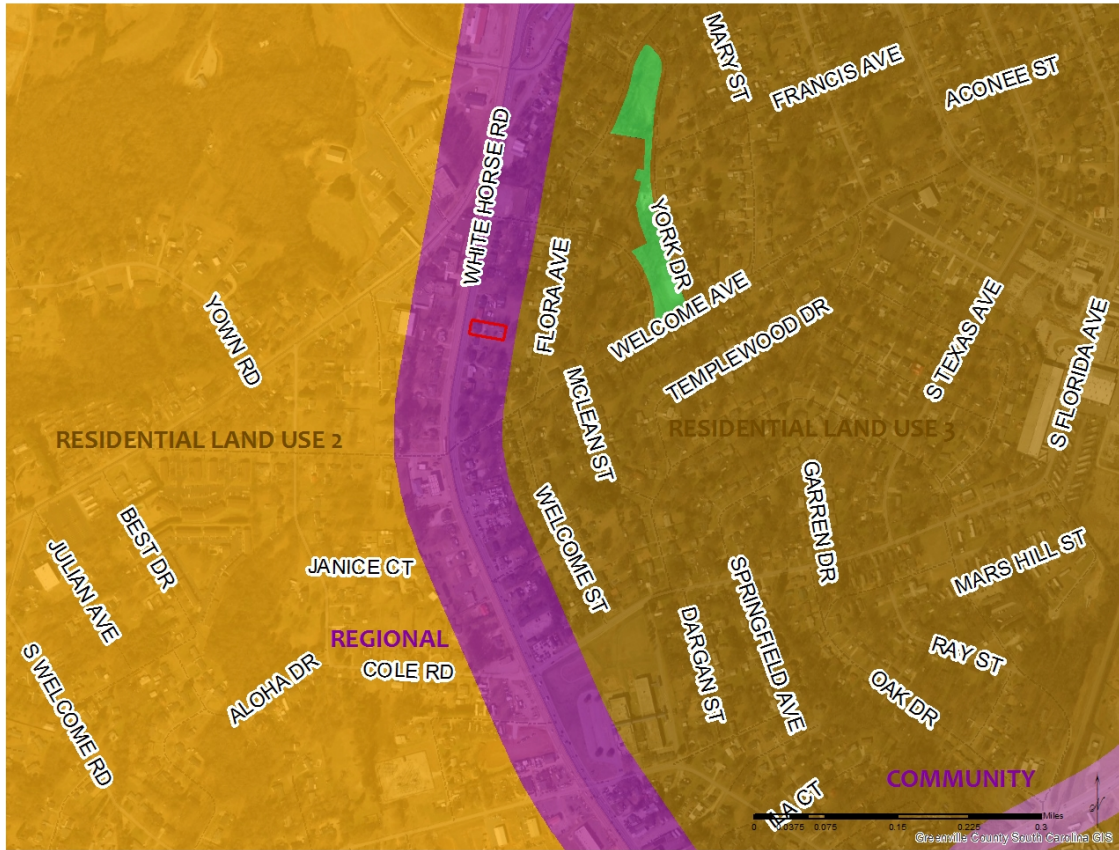 MARY ST
FRANCIS AVE
ACONEE ST
WHITE HORSE RD
YORK DR
FLORA AVE
WELCOME AVE
TEMPLEWOOD DR
S TEXAS AVE
S FLORIDA AVE
YOWN RD
MCLEAN ST
RESIDENTIAL LAND USE 2
RESIDENTIAL LAND USE 3
GARREN DR
WELCOME ST
BEST DR
JULIAN AVE
JANICE CT
MARS HILL ST
SPRINGFIELD AVE
DARGAN ST
REGIONAL
COLE RD
ALOHA DR
S WELCOME RD
RAY ST
OAK DR
COMMUNITY
ILA CT
Miles
0 0.0375 0.075 0.15 0.225 0.3
N
Greenville County South Carolina GIS